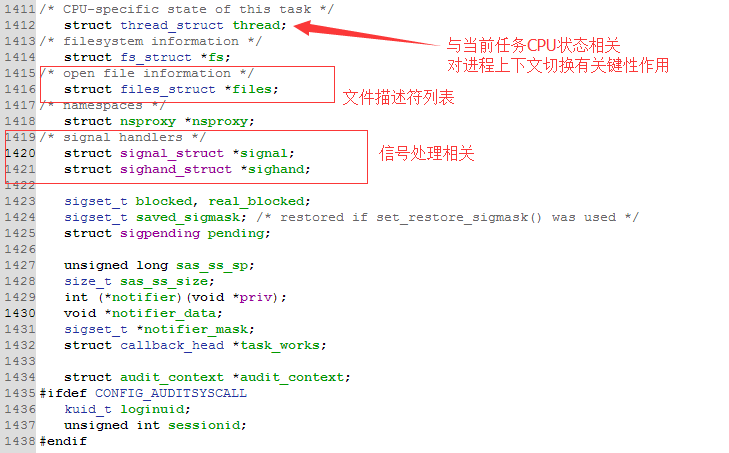 1411 /* CPU-specific state of this task */
1412 struct thread_struct thread;
1413 /* filesystem information */
1414 struct fs_struct *fs;
1415 /* open file information */
1416 struct files_struct *files;
1417 /* namespaces */
1418 struct nsproxy *nsproxy;
1419 /* signal handlers */
1420 struct signal_struct *signal;
1421 struct sighand_struct *sighand;
1422
1423 sigset_t blocked, real_blocked;
1424 sigset_t saved_sigmask; /* restored if set_restore_sigmask() was used */
1425 struct sigpending pending;
1426
1427 unsigned long sas_ss_sp;
1428 size_t sas_ss_size;
1429 int (*notifier)(void *priv);
1430 void *notifier_data;
1431 sigset_t *notifier_mask;
1432 struct callback_head *task_works;
1433
1434 struct audit_context *audit_context;
1435 #ifdef CONFIG_AUDITSYSCALL
1436 kuid_t loginuid;
1437 unsigned int sessionid;
1438 #endif
与当前任务CPU状态相关
对进程上下文切换有关键性作用
文件描述符列表
信号处理相关